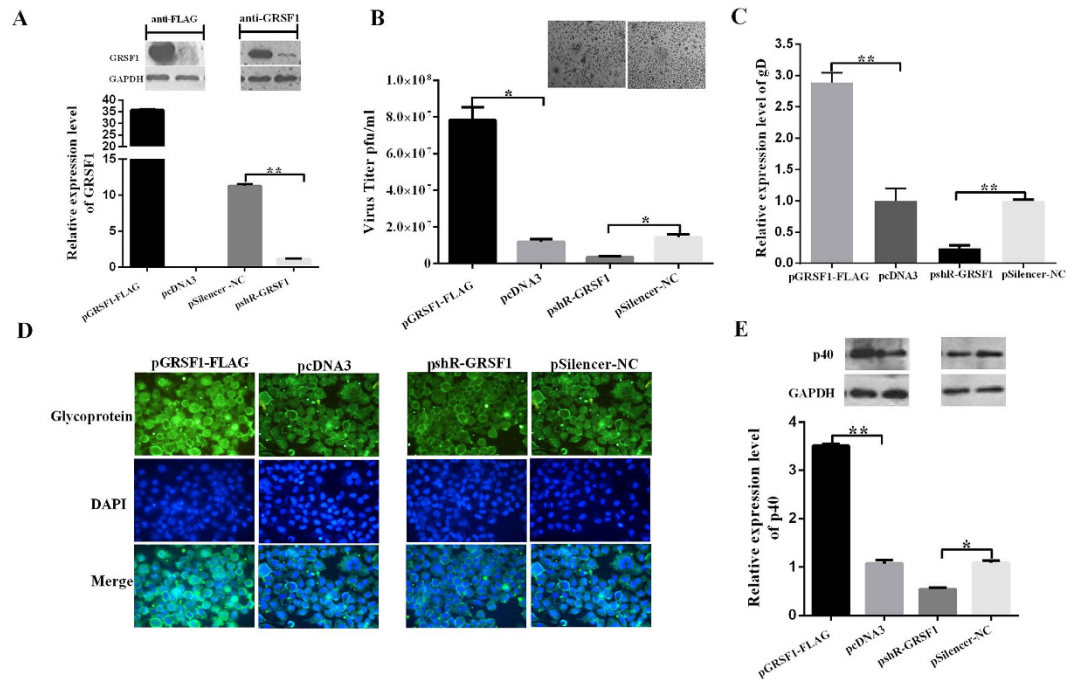 A
anti-FLAG
anti-GRSF1
GRSF1
GAPDH
Relative expression level
of GRSF1
40
35
30
25
20
15
10
5
0
**
pGRSF1-FLAG
pcDNA3
pSilencer -NC
pshR-GRSF1
B
Virus Titer pfu/ml
1.0×10⁸
8.0×10⁷
6.0×10⁷
4.0×10⁷
2.0×10⁷
0
*
*
pGRSF1-FLAG
pcDNA3
pshR-GRSF1
pSilencer-NC
C
Relative expression level of gD
3.5
3.0
2.5
2.0
1.5
1.0
0.5
0.0
**
**
pGRSF1-FLAG
pcDNA3
pshR-GRSF1
pSilencer-NC
D
pGRSF1-FLAG
pcDNA3
pshR-GRSF1
pSilencer-NC
Glycoprotein
DAPI
Merge
E
p40
GAPDH
Relative expression level
of p40
4
3
2
1
0
**
*
pGRSF1-FLAG
pcDNA3
pshR-GRSF1
pSilencer-NC